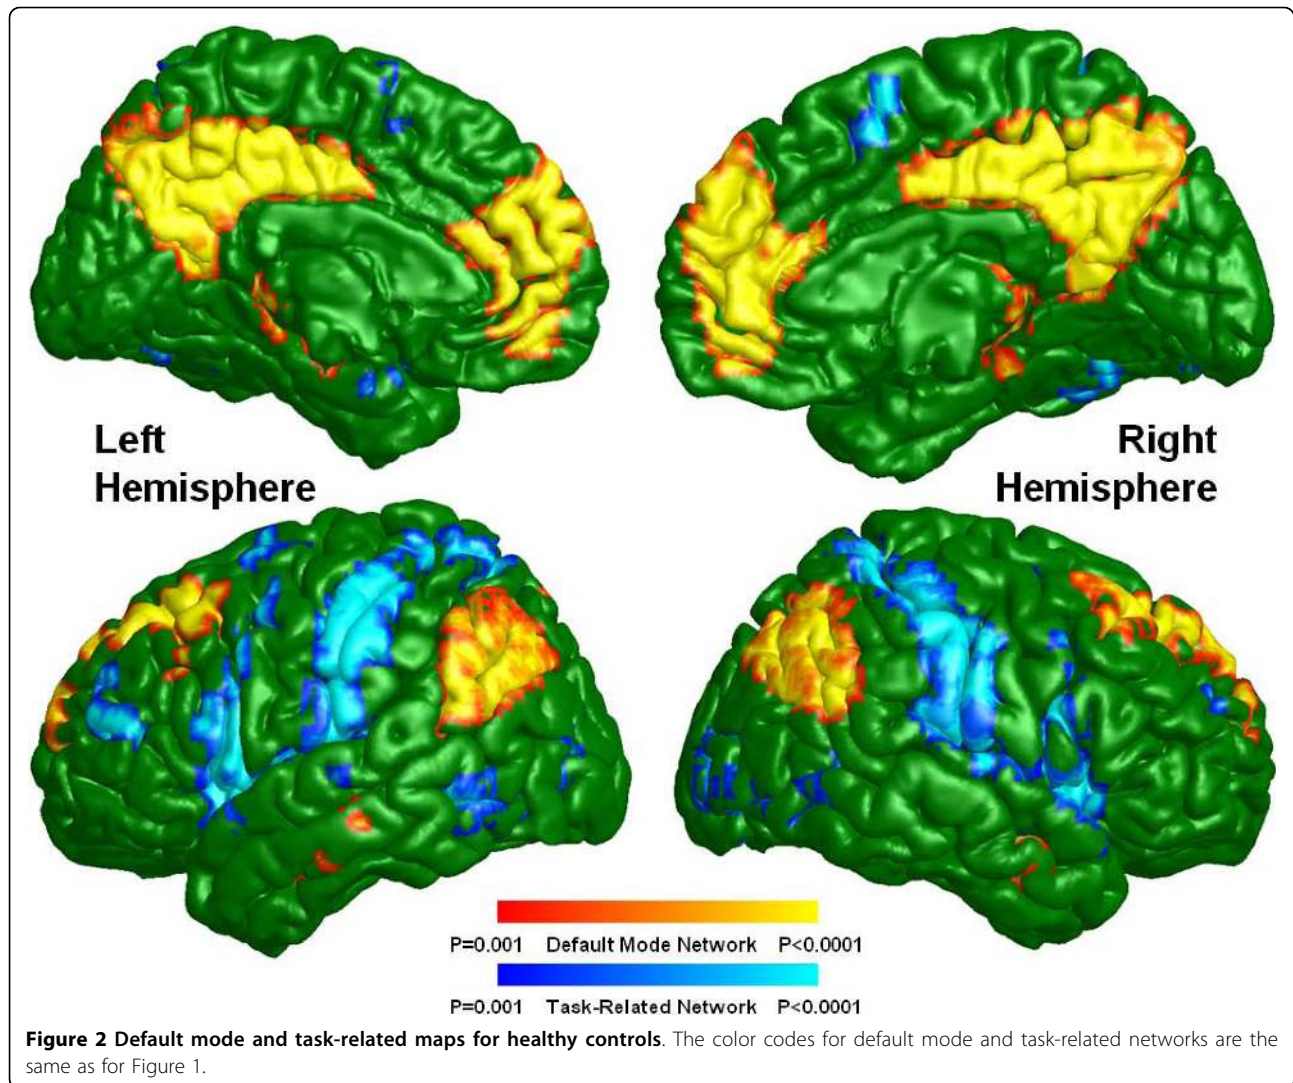 Left
Hemisphere
Right
Hemisphere
P=0.001 Default Mode Network P<0.0001
P=0.001 Task-Related Network P<0.0001
Figure 2 Default mode and task-related maps for healthy controls. The color codes for default mode and task-related networks are the
same as for Figure 1.